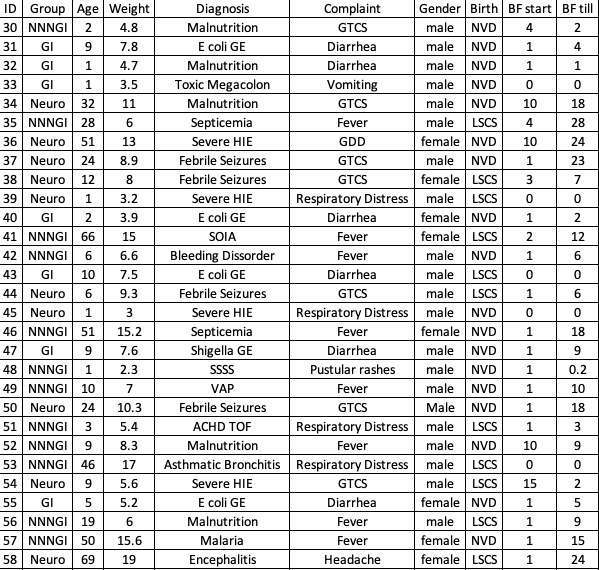 ID Group Age Weight Diagnosis Complaint Gender Birth BF start BF till
30 NNNGI 2 4.8 Malnutrition GTCS male NVD 4 2
31 GI 9 7.8 E coli GE Diarrhea female NVD 1 4
32 GI 1 4.7 Malnutrition Diarrhea male NVD 1 1
33 GI 1 3.5 Toxic Megacolon Vomiting male NVD 0 0
34 Neuro 32 11 Malnutrition GTCS male NVD 10 18
35 NNNGI 28 6 Septicemia Fever male LSCS 4 28
36 Neuro 51 13 Severe HIE GDD female NVD 10 24
37 Neuro 24 8.9 Febrile Seizures GTCS male NVD 1 23
38 Neuro 12 8 Febrile Seizures GTCS female LSCS 3 7
39 Neuro 1 3.2 Severe HIE Respiratory Distress male LSCS 0 0
40 GI 2 3.9 E coli GE Diarrhea female NVD 1 2
41 NNNGI 66 15 SOIA Fever female LSCS 2 12
42 NNNGI 6 6.6 Bleeding Dissorder Fever male NVD 1 6
43 GI 10 7.5 E coli GE Diarrhea male LSCS 0 0
44 Neuro 6 9.3 Febrile Seizures GTCS male LSCS 1 6
45 Neuro 1 3 Severe HIE Respiratory Distress male NVD 0 0
46 NNNGI 51 15.2 Septicemia Fever female NVD 1 18
47 GI 9 7.6 Shigella GE Diarrhea male NVD 1 9
48 NNNGI 1 2.3 SSSS Pustular rashes male NVD 1 0.2
49 NNNGI 10 7 VAP Fever male NVD 1 10
50 Neuro 24 10.3 Febrile Seizures GTCS Male NVD 1 18
51 NNNGI 3 5.4 ACHD TOF Respiratory Distress male LSCS 1 3
52 NNNGI 9 8.3 Malnutrition Fever male NVD 10 9
53 NNNGI 46 17 Asthmatic Bronchitis Respiratory Distress male LSCS 0 0
54 Neuro 9 5.6 Severe HIE GTCS male LSCS 15 2
55 GI 5 5.2 E coli GE Diarrhea female NVD 1 5
56 NNNGI 19 6 Malnutrition Fever male LSCS 1 9
57 NNNGI 50 15.6 Malaria Fever female NVD 1 15
58 Neuro 69 19 Encephalitis Headache female LSCS 1 24